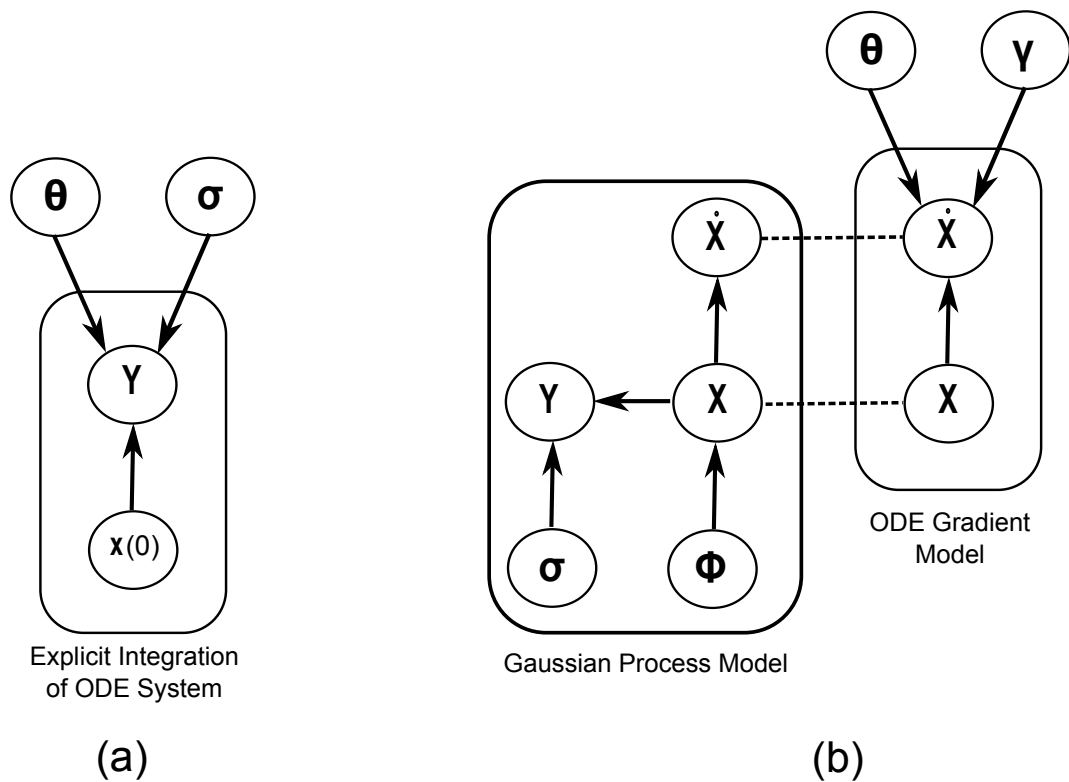 θ
σ
Y
x(0)
Explicit Integration
of ODE System
(a)
θ
γ
Ẋ
Ẋ
Y
X
X
σ
Φ
ODE Gradient
Model
Gaussian Process Model
(b)